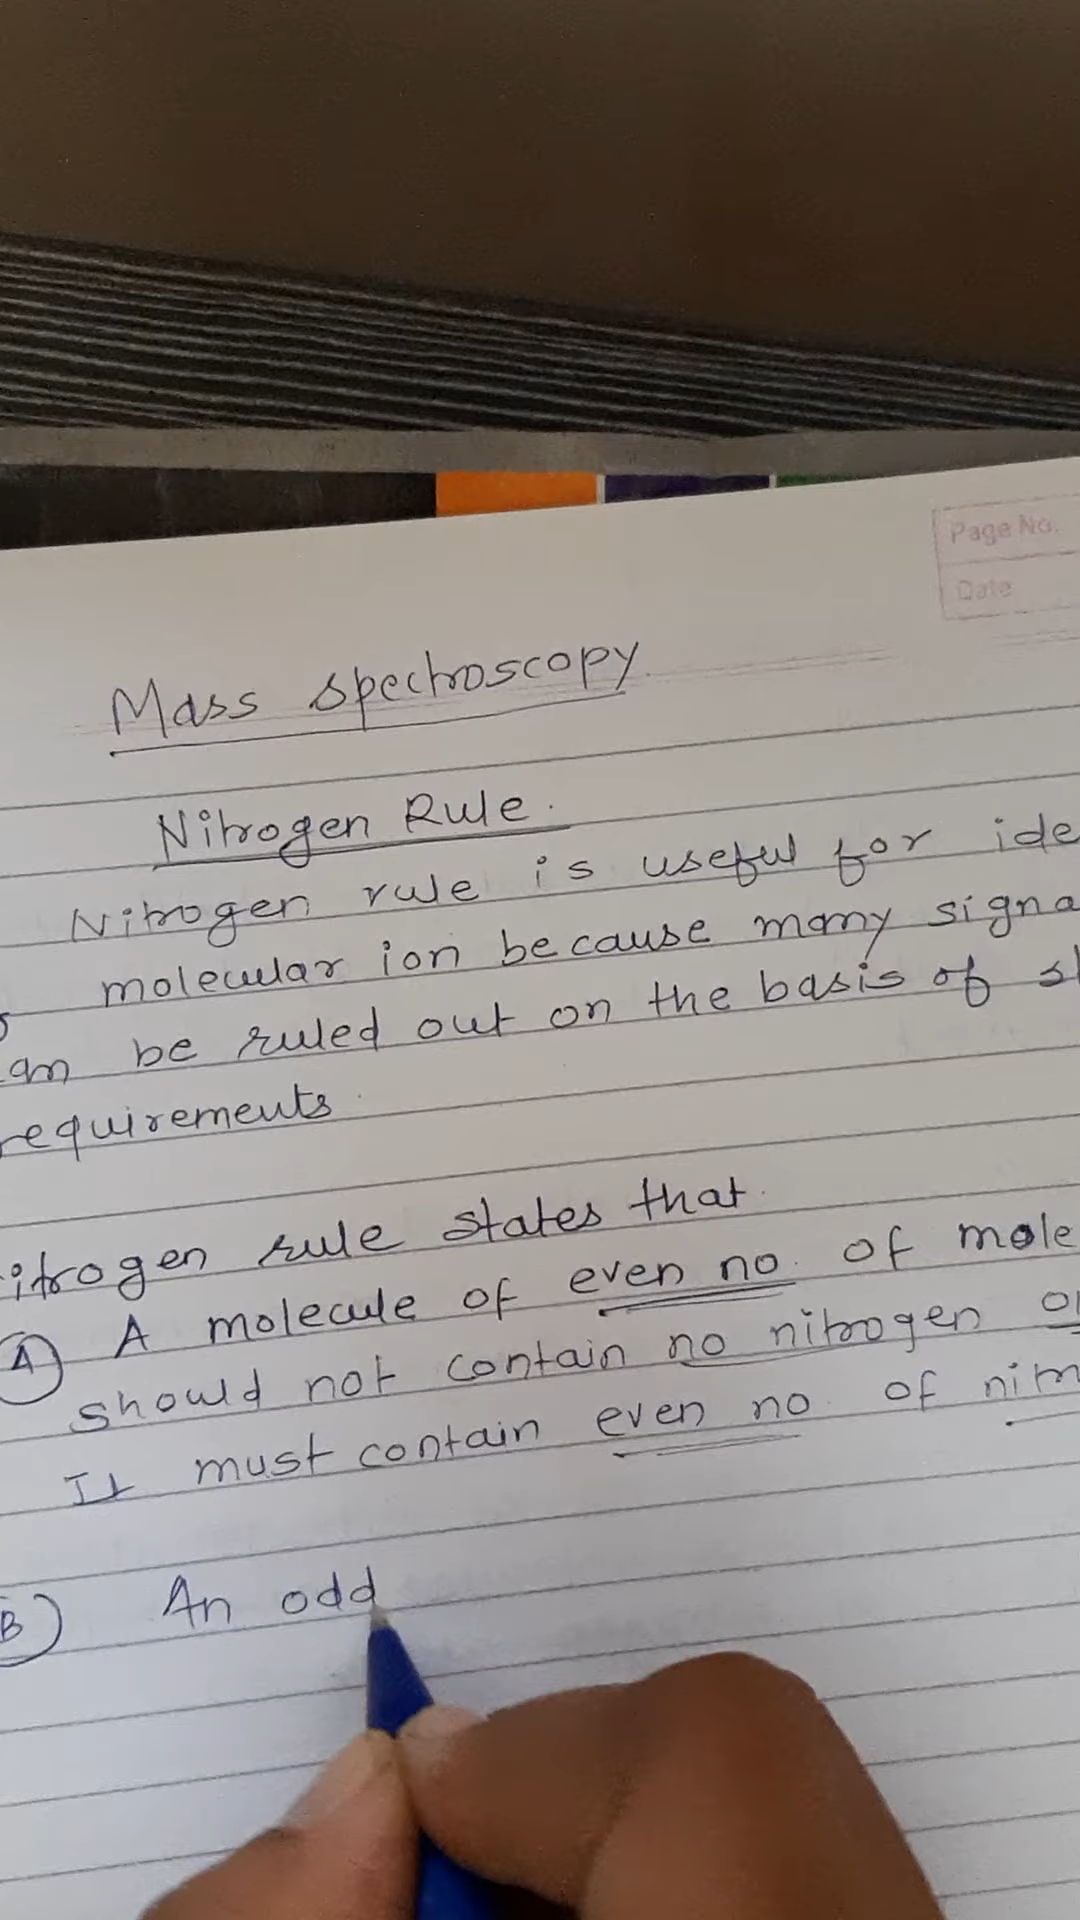 Page No.
Date
Mass spectroscopy
Nitrogen Rule.
Nitrogen rule is useful for ide
molecular ion because many signa
an be ruled out on the basis of
requirements
itrogen rule states that.
A A molecule of even no. of mole
should not contain no nitrogen
It must contain even no. of
B) An odd